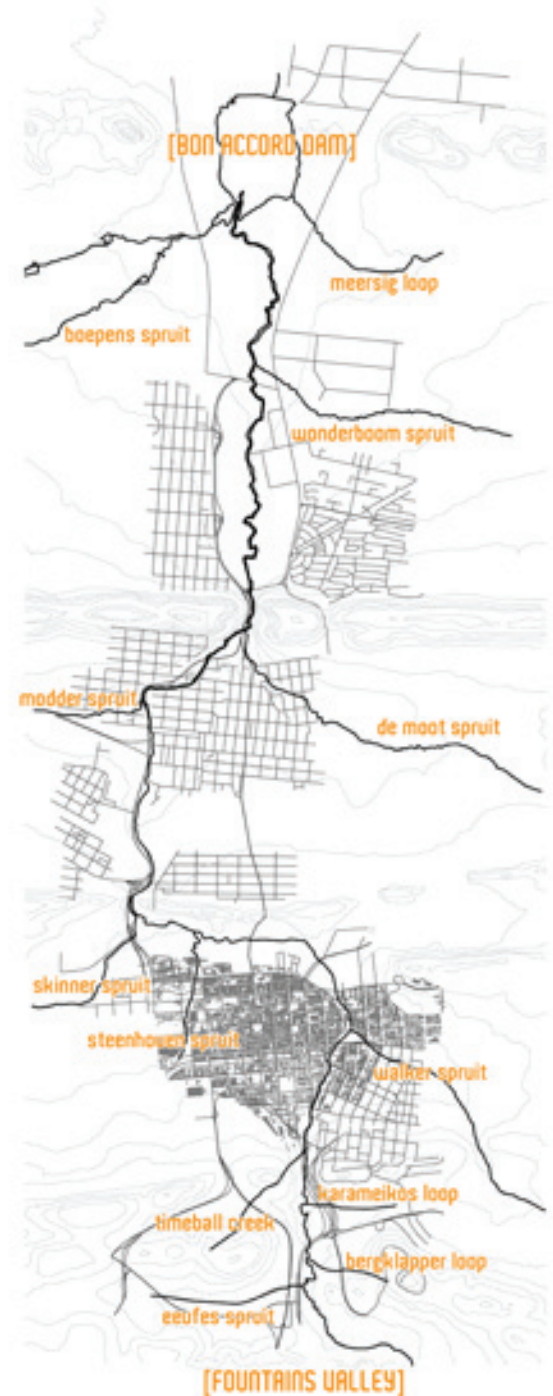 [BON ACCORD DAM]
meersig loop
boepens spruit
wonderboom spruit
modder spruit
de moot spruit
skinner spruit
steenhoven spruit
walker spruit
karameikos loop
timeball creek
bergklapper loop
eeufes-spruit
[FOUNTAINS VALLEY]